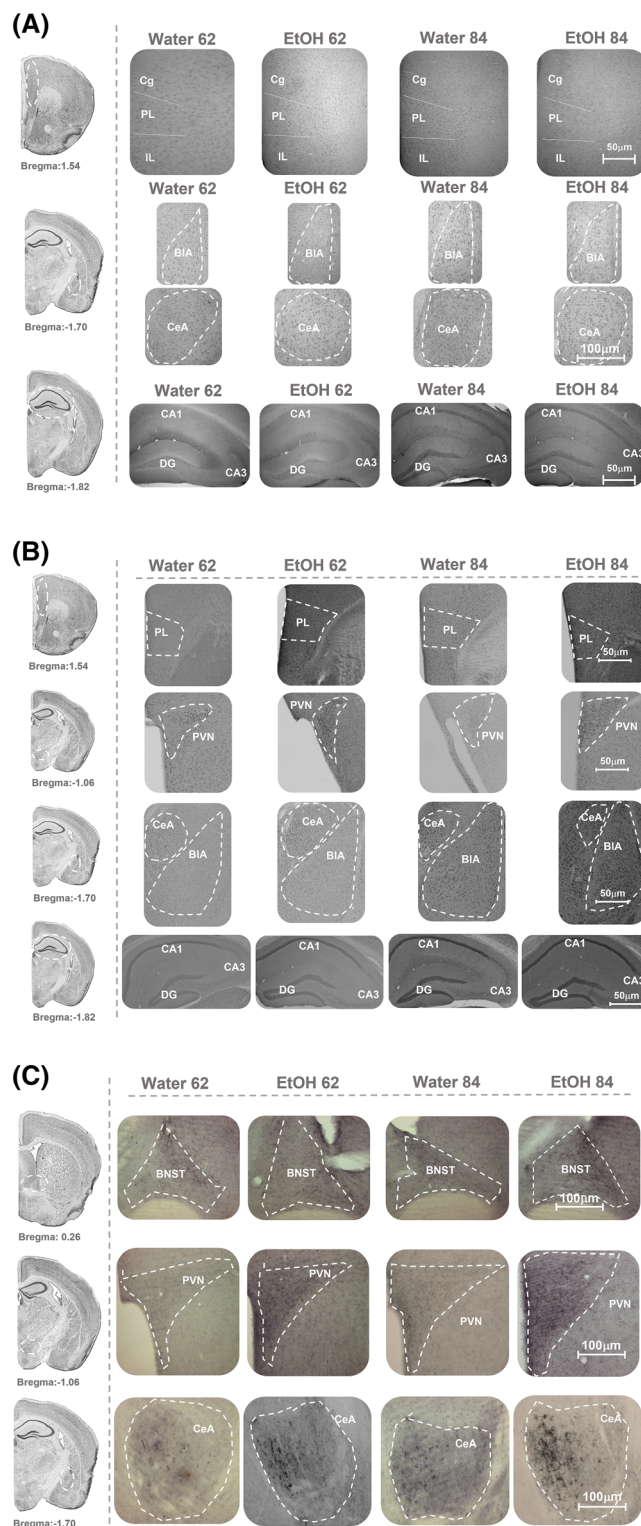 (A)
Water 62 EtOH 62 Water 84 EtOH 84
Cg Cg Cg Cg
PL PL PL PL
IL IL IL IL
50μm
Bregma:1.54
Water 62 EtOH 62 Water 84 EtOH 84
BIA BIA BIA BIA
CeA CeA CeA CeA
100μm
Bregma:-1.70
Water 62 EtOH 62 Water 84 EtOH 84
CA1 CA1 CA1 CA1
DG CA3 DG CA3 DG CA3 DG CA3
50μm
Bregma:-1.82
(B)
Water 62 EtOH 62 Water 84 EtOH 84
PL PL PL PL
50μm
Bregma:1.54
PVN PVN PVN PVN
50μm
Bregma:-1.06
CeA CeA CeA CeA
BIA BIA BIA BIA
50μm
Bregma:-1.70
CA1 CA1 CA1 CA1
CA3 CA3 CA3 CA3
DG DG DG DG
50μm
Bregma:-1.82
(C)
Water 62 EtOH 62 Water 84 EtOH 84
BNST BNST BNST BNST
100μm
Bregma: 0.26
PVN PVN PVN PVN
100μm
Bregma:-1.06
CeA CeA CeA CeA
100μm
Bregma:-1.70